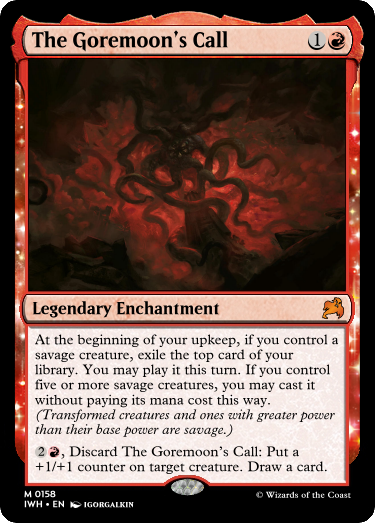 The Goremoon's Call 1
Legendary Enchantment
At the beginning of your upkeep, if you control a
savage creature, exile the top card of your
library. You may play it this turn. If you control
five or more savage creatures, you may cast it
without paying its mana cost this way.
(Transformed creatures and ones with greater power
than their base power are savage.)
2, Discard The Goremoon's Call: Put a
+1/+1 counter on target creature. Draw a card.
M 0158
IWH • EN IGORGALKIN
© Wizards of the Coast